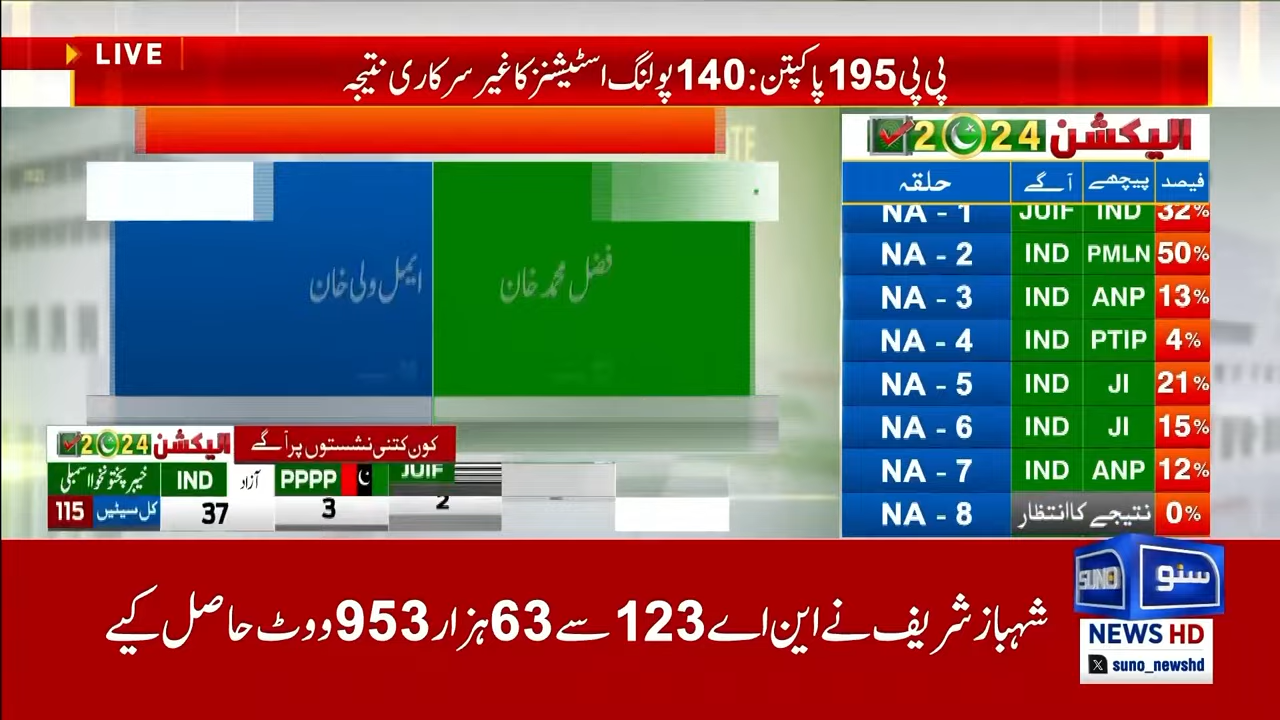 LIVE
پی پی 195 پاکپتن: 140 پولنگ اسٹیشنز کا غیر سرکاری نتیجہ
الیکشن 2024
حلقہ آگے پیچھے فیصد
NA - 1 JUIF IND 32%
NA - 2 IND PMLN 50%
NA - 3 IND ANP 13%
NA - 4 IND PTIP 4%
NA - 5 IND JI 21%
NA - 6 IND JI 15%
NA - 7 IND ANP 12%
NA - 8 نتیجے کا انتظار 0%
فضل محمد خان
ایمل ولی خان
الیکشن 2024 کون کتنی نشستوں پر آگے
خیبر پختونخوا اسمبلی IND آزاد PPPP JUIF
115 کل سیٹیں 37 3 2
شہباز شریف نے این اے 123 سے 63 ہزار 953 ووٹ حاصل کیے
SUNO سنو
NEWS HD
X suno_newshd